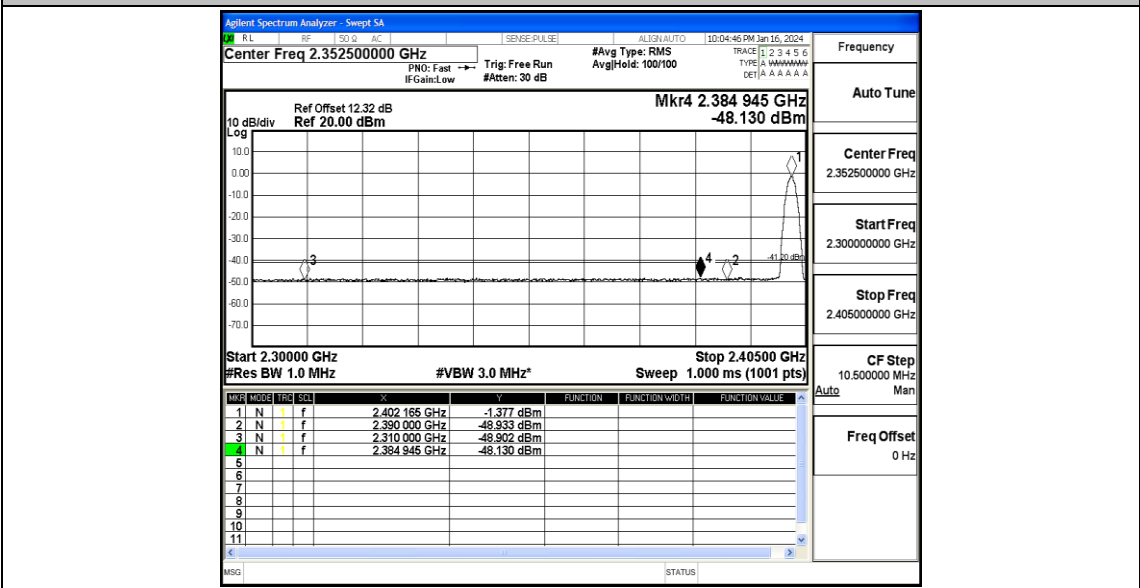 Agilent Spectrum Analyzer - Swept SA
RL RF 50 Ω AC SENSE:PULSE ALIGN AUTO 10:04:46 PM Jan 16, 2024
Center Freq 2.352500000 GHz
PNO: Fast
IFGain:Low
Trig: Free Run
#Atten: 30 dB
#Avg Type: RMS
Avg|Hold: 100/100
TRACE 1 2 3 4 5 6
TYPE A WWWWW
DET A A A A A A
Ref Offset 12.32 dB
10 dB/div Ref 20.00 dBm
Log
Mkr4 2.384 945 GHz
-48.130 dBm
10.0
0.00
-10.0
-20.0
-30.0
-40.0
-50.0
-60.0
-70.0
1
3
4
2
-41.20 dBm
Start 2.30000 GHz Stop 2.40500 GHz
#Res BW 1.0 MHz #VBW 3.0 MHz* Sweep 1.000 ms (1001 pts)
MKR MODE TRC SCL X Y FUNCTION FUNCTION WIDTH FUNCTION VALUE
1 N 1 f 2.402 165 GHz -1.377 dBm
2 N 1 f 2.390 000 GHz -48.933 dBm
3 N 1 f 2.310 000 GHz -48.902 dBm
4 N 1 f 2.384 945 GHz -48.130 dBm
5
6
7
8
9
10
11
MSG STATUS
Frequency
Auto Tune
Center Freq
2.352500000 GHz
Start Freq
2.300000000 GHz
Stop Freq
2.405000000 GHz
CF Step
10.500000 MHz
Auto Man
Freq Offset
0 Hz